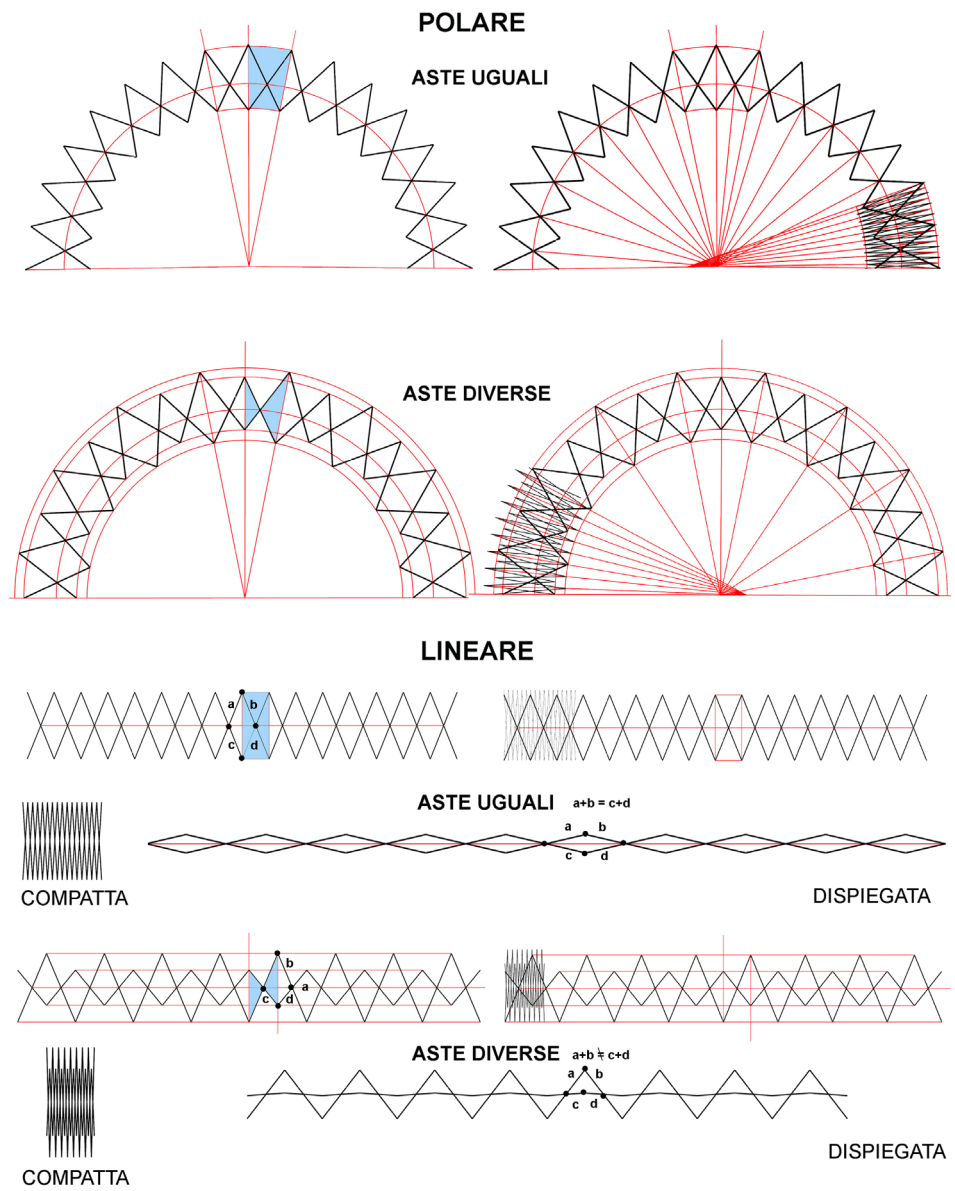 POLARE
ASTE UGUALI
ASTE DIVERSE
LINEARE
a b
c d
ASTE UGUALI a+b = c+d
a b
c d
COMPATTA
DISPIEGATA
b
c d a
ASTE DIVERSE a+b ≠ c+d
a b
c d
COMPATTA
DISPIEGATA